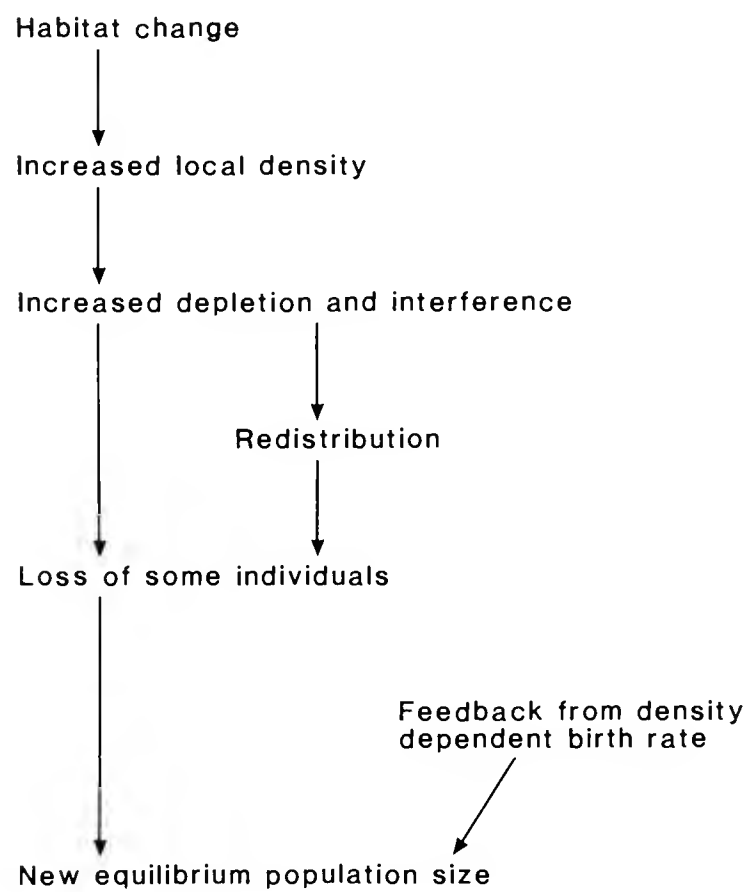 Habitat change
Increased local density
Increased depletion and interference
Redistribution
Loss of some individuals
Feedback from density
dependent birth rate
New equilibrium population size